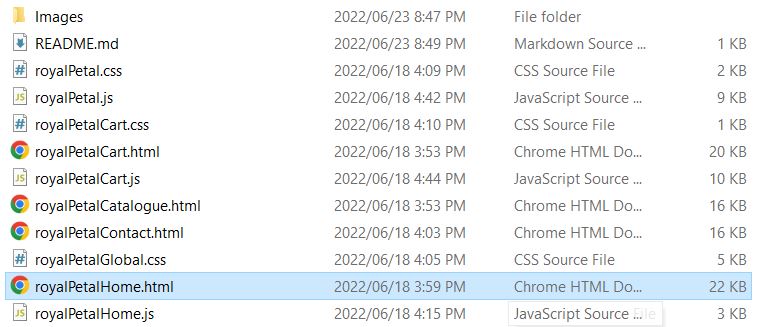 Images 2022/06/23 8:47 PM File folder
README.md 2022/06/23 8:49 PM Markdown Source ... 1 KB
royalPetal.css 2022/06/18 4:09 PM CSS Source File 2 KB
royalPetal.js 2022/06/18 4:42 PM JavaScript Source ... 9 KB
royalPetalCart.css 2022/06/18 4:10 PM CSS Source File 1 KB
royalPetalCart.html 2022/06/18 3:53 PM Chrome HTML Do... 20 KB
royalPetalCart.js 2022/06/18 4:44 PM JavaScript Source ... 10 KB
royalPetalCatalogue.html 2022/06/18 3:53 PM Chrome HTML Do... 16 KB
royalPetalContact.html 2022/06/18 4:03 PM Chrome HTML Do... 16 KB
royalPetalGlobal.css 2022/06/18 4:05 PM CSS Source File 5 KB
royalPetalHome.html 2022/06/18 3:59 PM Chrome HTML Do... 22 KB
royalPetalHome.js 2022/06/18 4:15 PM JavaScript Source ... File 3 KB